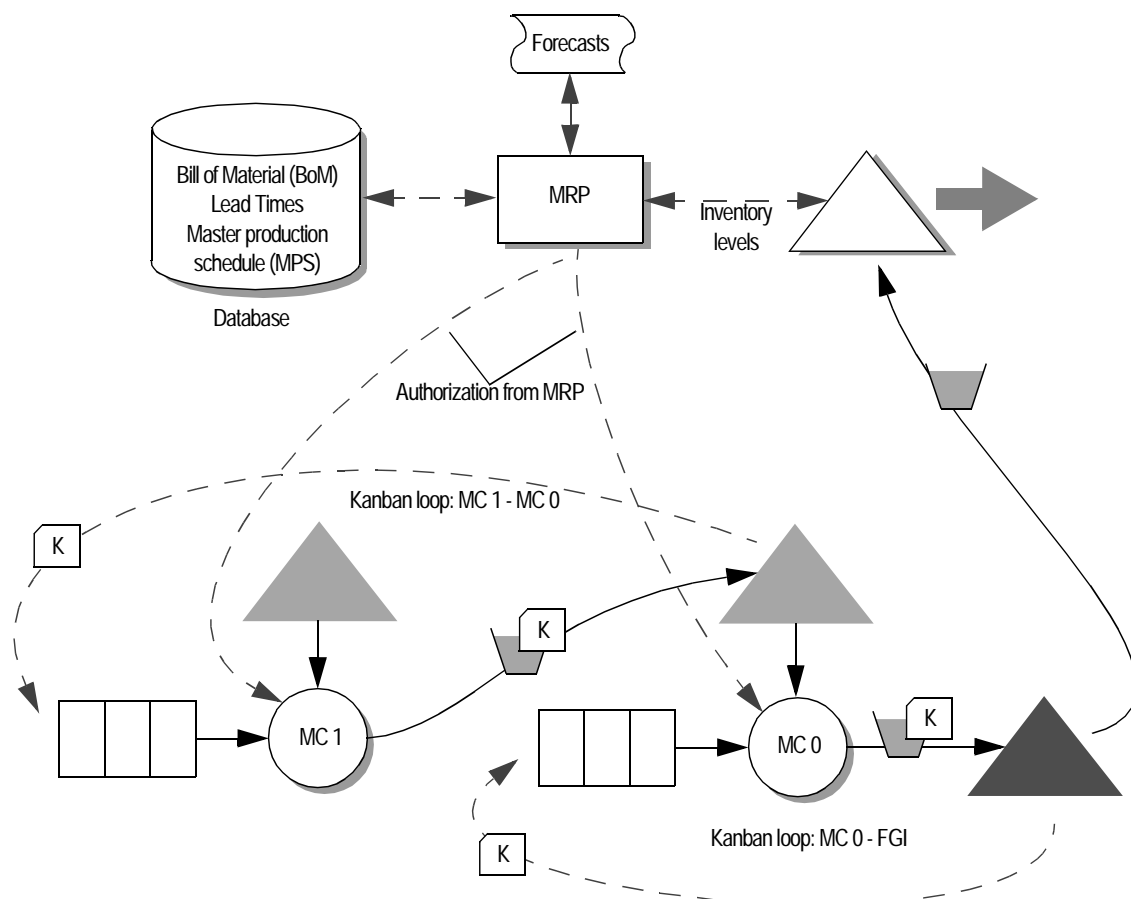 Forecasts
Bill of Material (BoM)
Lead Times
Master production
schedule (MPS)
Database
MRP
Inventory
levels
Authorization from MRP
Kanban loop: MC 1 - MC 0
K
K
MC 1
MC 0
K
Kanban loop: MC 0 - FGI
K